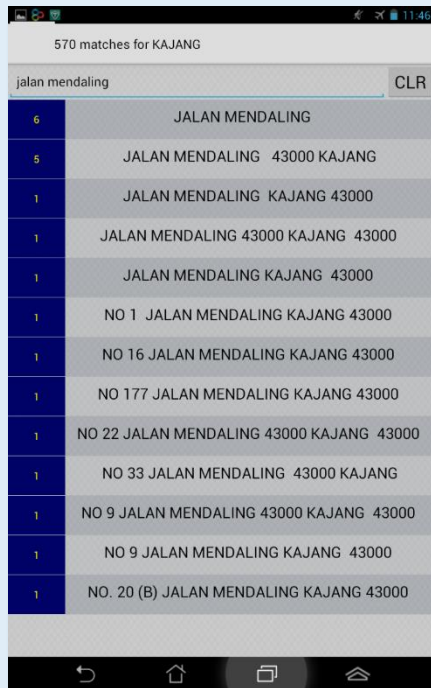 11:46
570 matches for KAJANG
jalan mendaling CLR
6 JALAN MENDALING
5 JALAN MENDALING 43000 KAJANG
1 JALAN MENDALING KAJANG 43000
1 JALAN MENDALING 43000 KAJANG 43000
1 JALAN MENDALING KAJANG 43000
1 NO 1 JALAN MENDALING KAJANG 43000
1 NO 16 JALAN MENDALING KAJANG 43000
1 NO 177 JALAN MENDALING KAJANG 43000
1 NO 22 JALAN MENDALING 43000 KAJANG 43000
1 NO 33 JALAN MENDALING 43000 KAJANG
1 NO 9 JALAN MENDALING 43000 KAJANG 43000
1 NO 9 JALAN MENDALING KAJANG 43000
1 NO. 20 (B) JALAN MENDALING KAJANG 43000